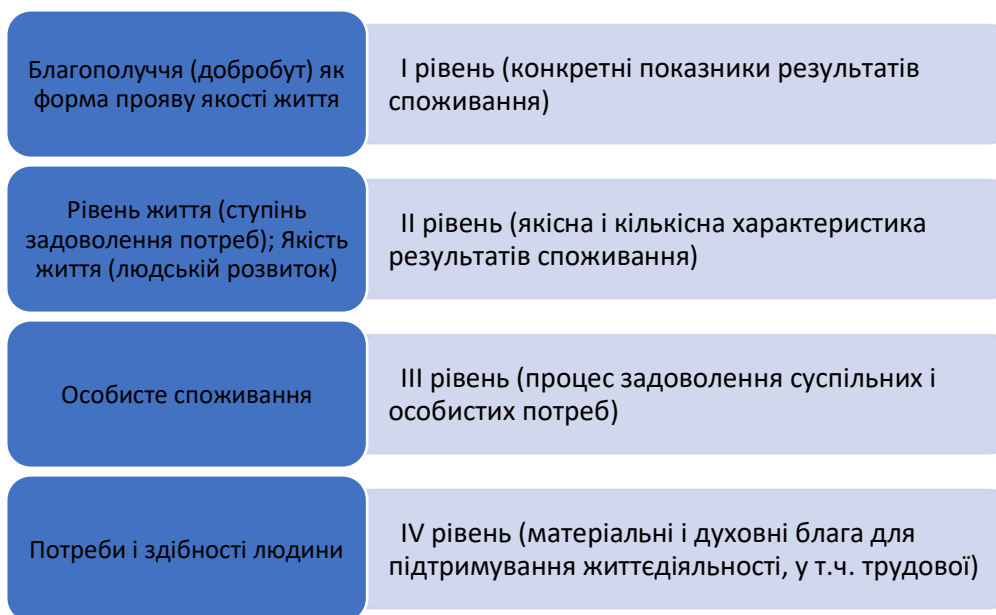 Благополуччя (добробут) як
форма прояву якості життя
І рівень (конкретні показники результатів
споживання)
Рівень життя (ступінь
задоволення потреб); Якість
життя (людській розвиток)
ІІ рівень (якісна і кількісна характеристика
результатів споживання)
Особисте споживання
ІІІ рівень (процес задоволення суспільних і
особистих потреб)
Потреби і здібності людини
IV рівень (матеріальні і духовні блага для
підтримування життєдіяльності, у т.ч. трудової)